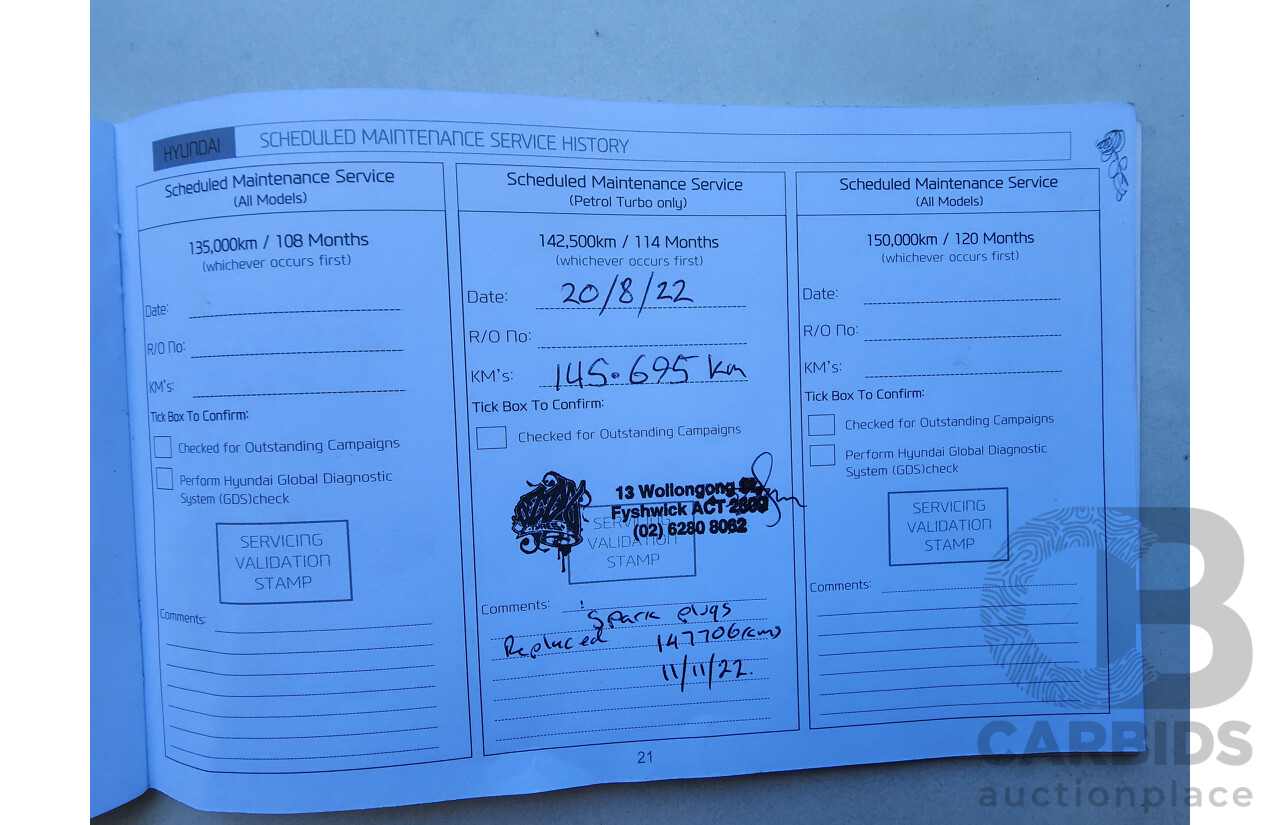 HYUNDAI
SCHEDULED MAINTENANCE SERVICE HISTORY
Scheduled Maintenance Service
(All Models)
135,000km / 108 Months
(whichever occurs first)
Date:
R/O No:
KM's:
Tick Box To Confirm:
Checked for Outstanding Campaigns
Perform Hyundai Global Diagnostic
System (GDS)check
SERVICING
VALIDATION
STAMP
Comments:
Scheduled Maintenance Service
(Petrol Turbo only)
142,500km / 114 Months
(whichever occurs first)
Date: 20/8/22
R/O No:
KM's: 145.695 km
Tick Box To Confirm:
Checked for Outstanding Campaigns
13 Wollongong
Fyshwick ACT 2609
(02) 6280 8062
SERVICING
VALIDATION
STAMP
Comments:
Spark plugs
Replaced 147706kms
11/11/22.
Scheduled Maintenance Service
(All Models)
150,000km / 120 Months
(whichever occurs first)
Date:
R/O No:
KM's:
Tick Box To Confirm:
Checked for Outstanding Campaigns
Perform Hyundai Global Diagnostic
System (GDS)check
SERVICING
VALIDATION
STAMP
Comments:
21
CB
CARBIDS
auctionplace